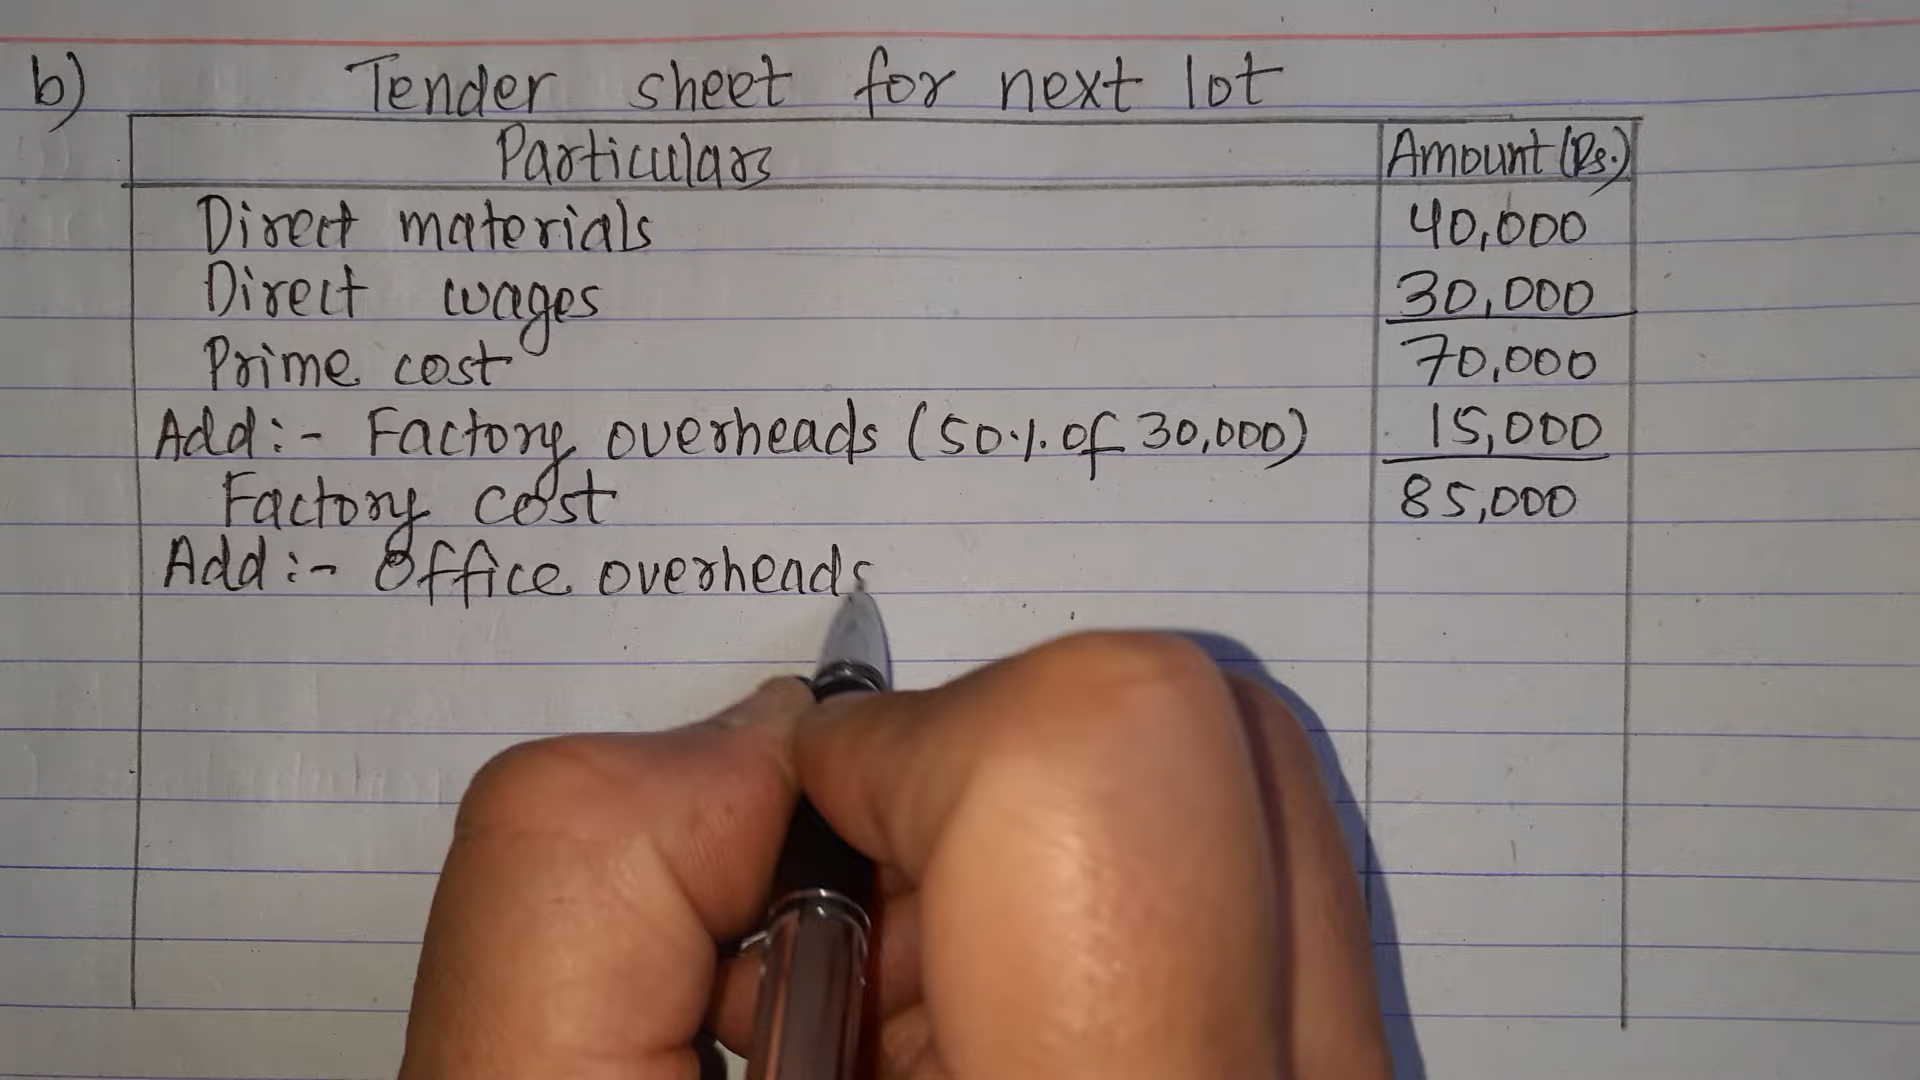 b) Tender sheet for next lot
Particulars Amount (Rs.)
Direct materials 40,000
Direct wages 30,000
Prime cost 70,000
Add:- Factory overheads (50% of 30,000) 15,000
Factory cost 85,000
Add:- Office overheads